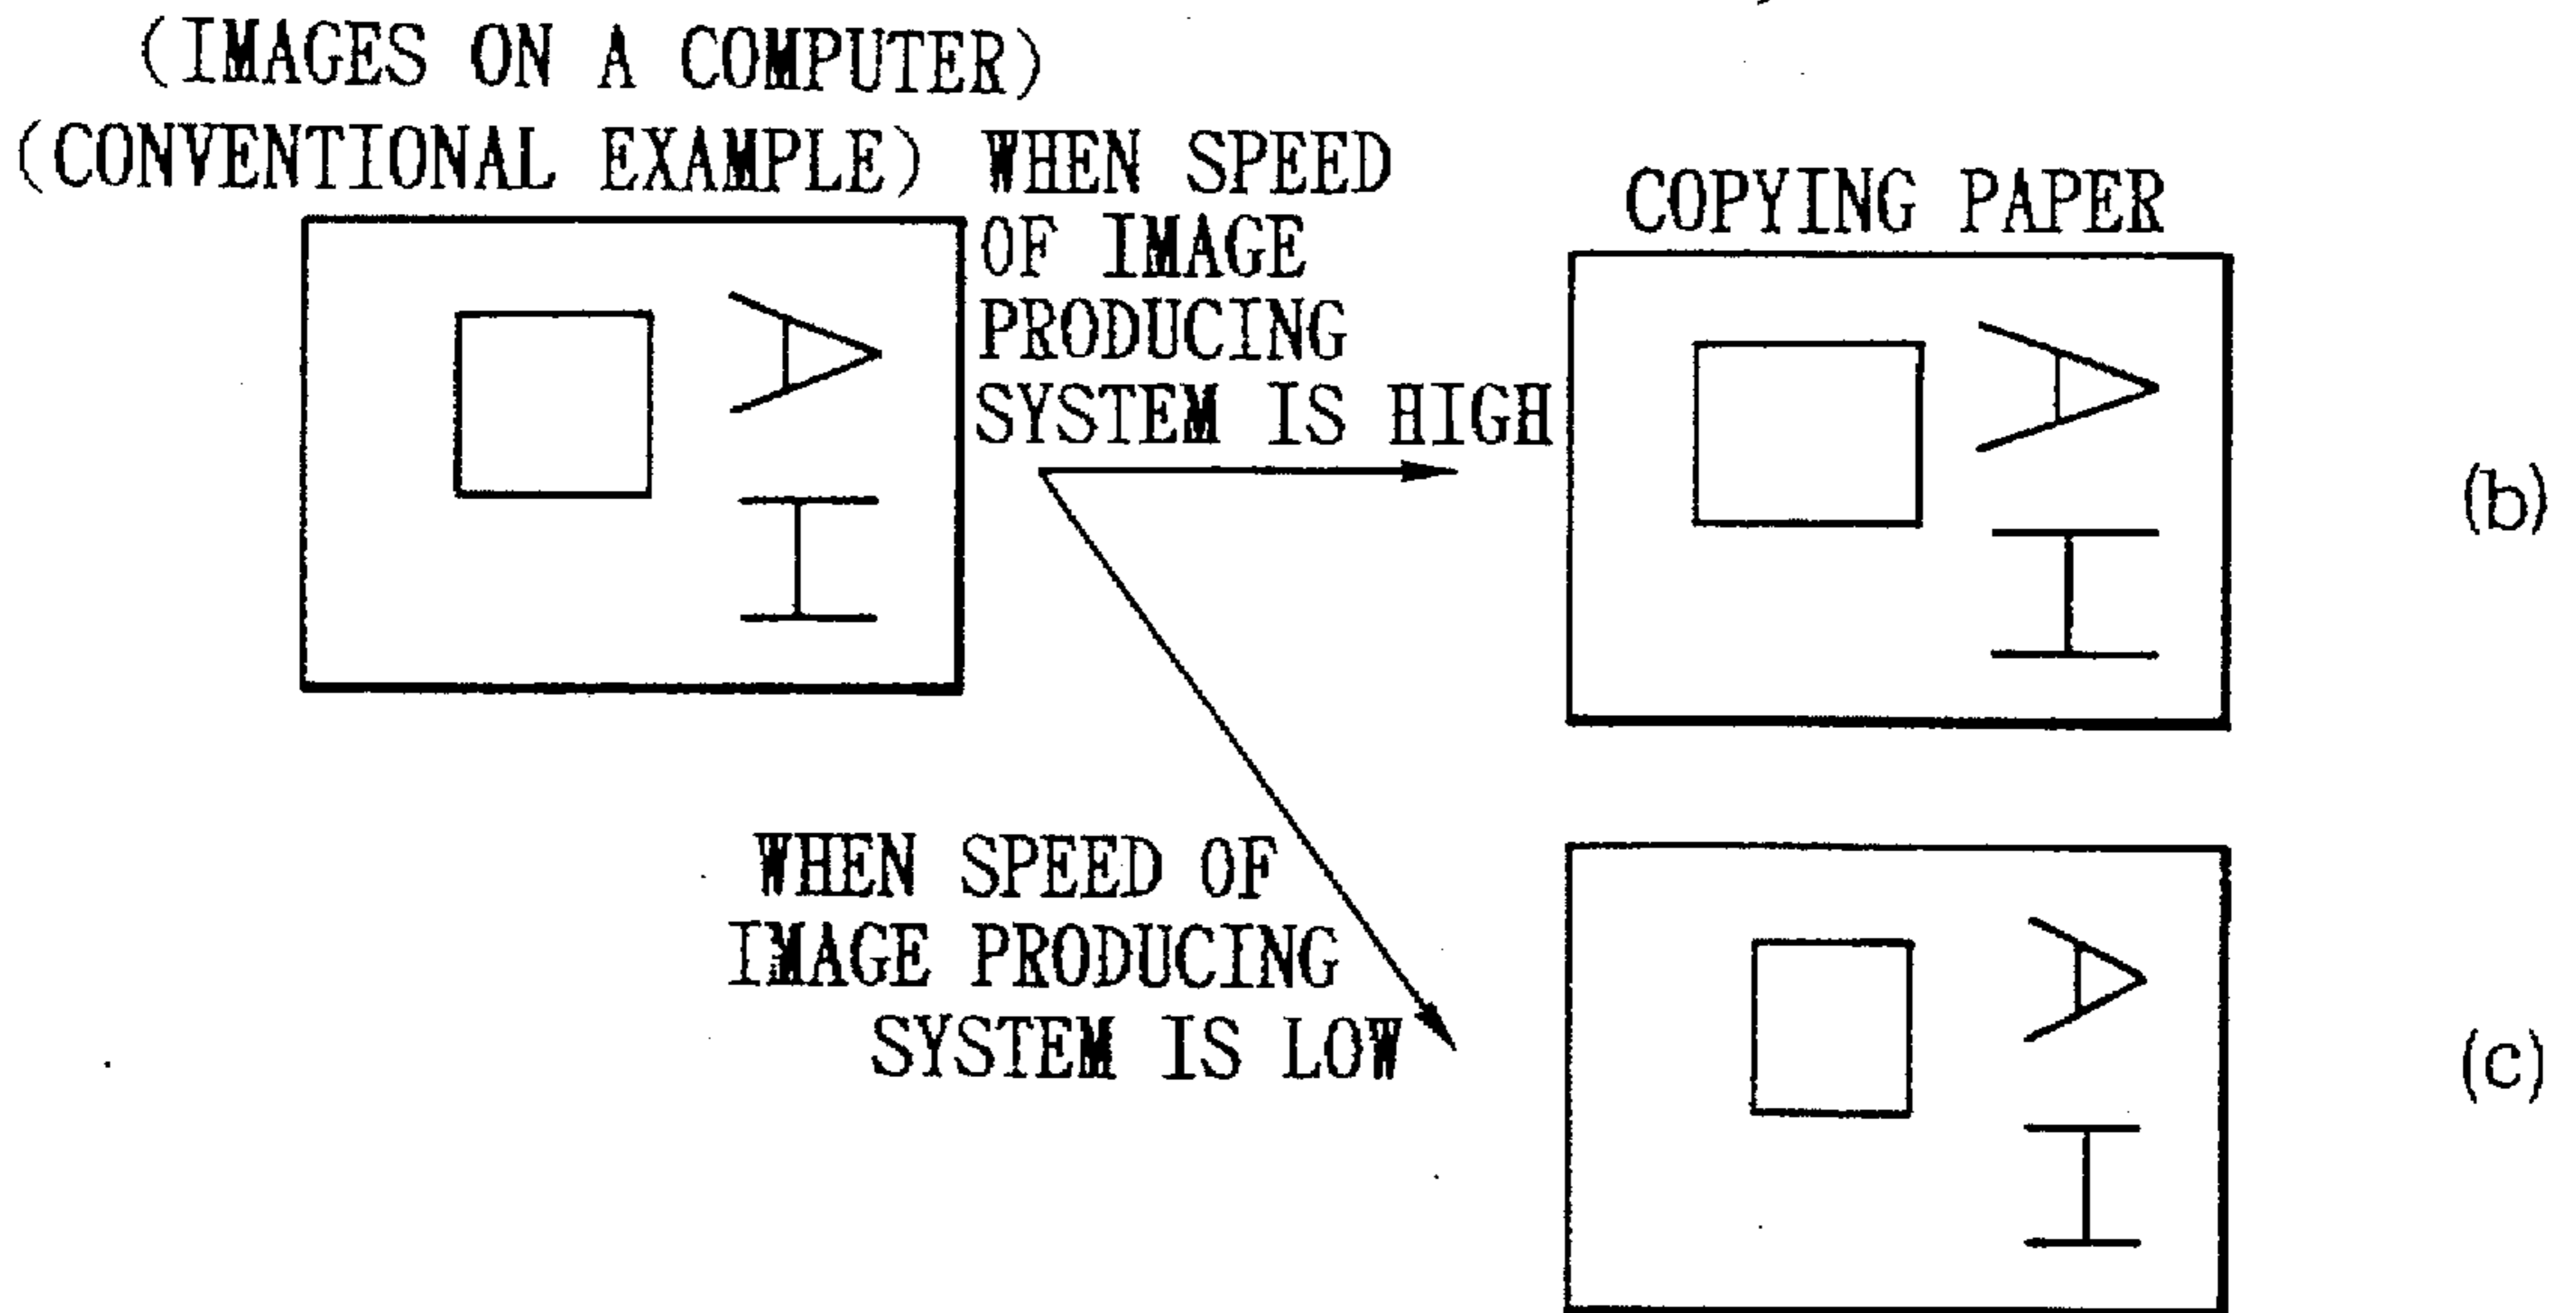 (IMAGES ON A COMPUTER)
(CONVENTIONAL EXAMPLE)
WHEN SPEED
OF IMAGE
PRODUCING
SYSTEM IS HIGH
COPYING PAPER
A
H
A
H
(b)
WHEN SPEED OF
IMAGE PRODUCING
SYSTEM IS LOW
A
H
(c)